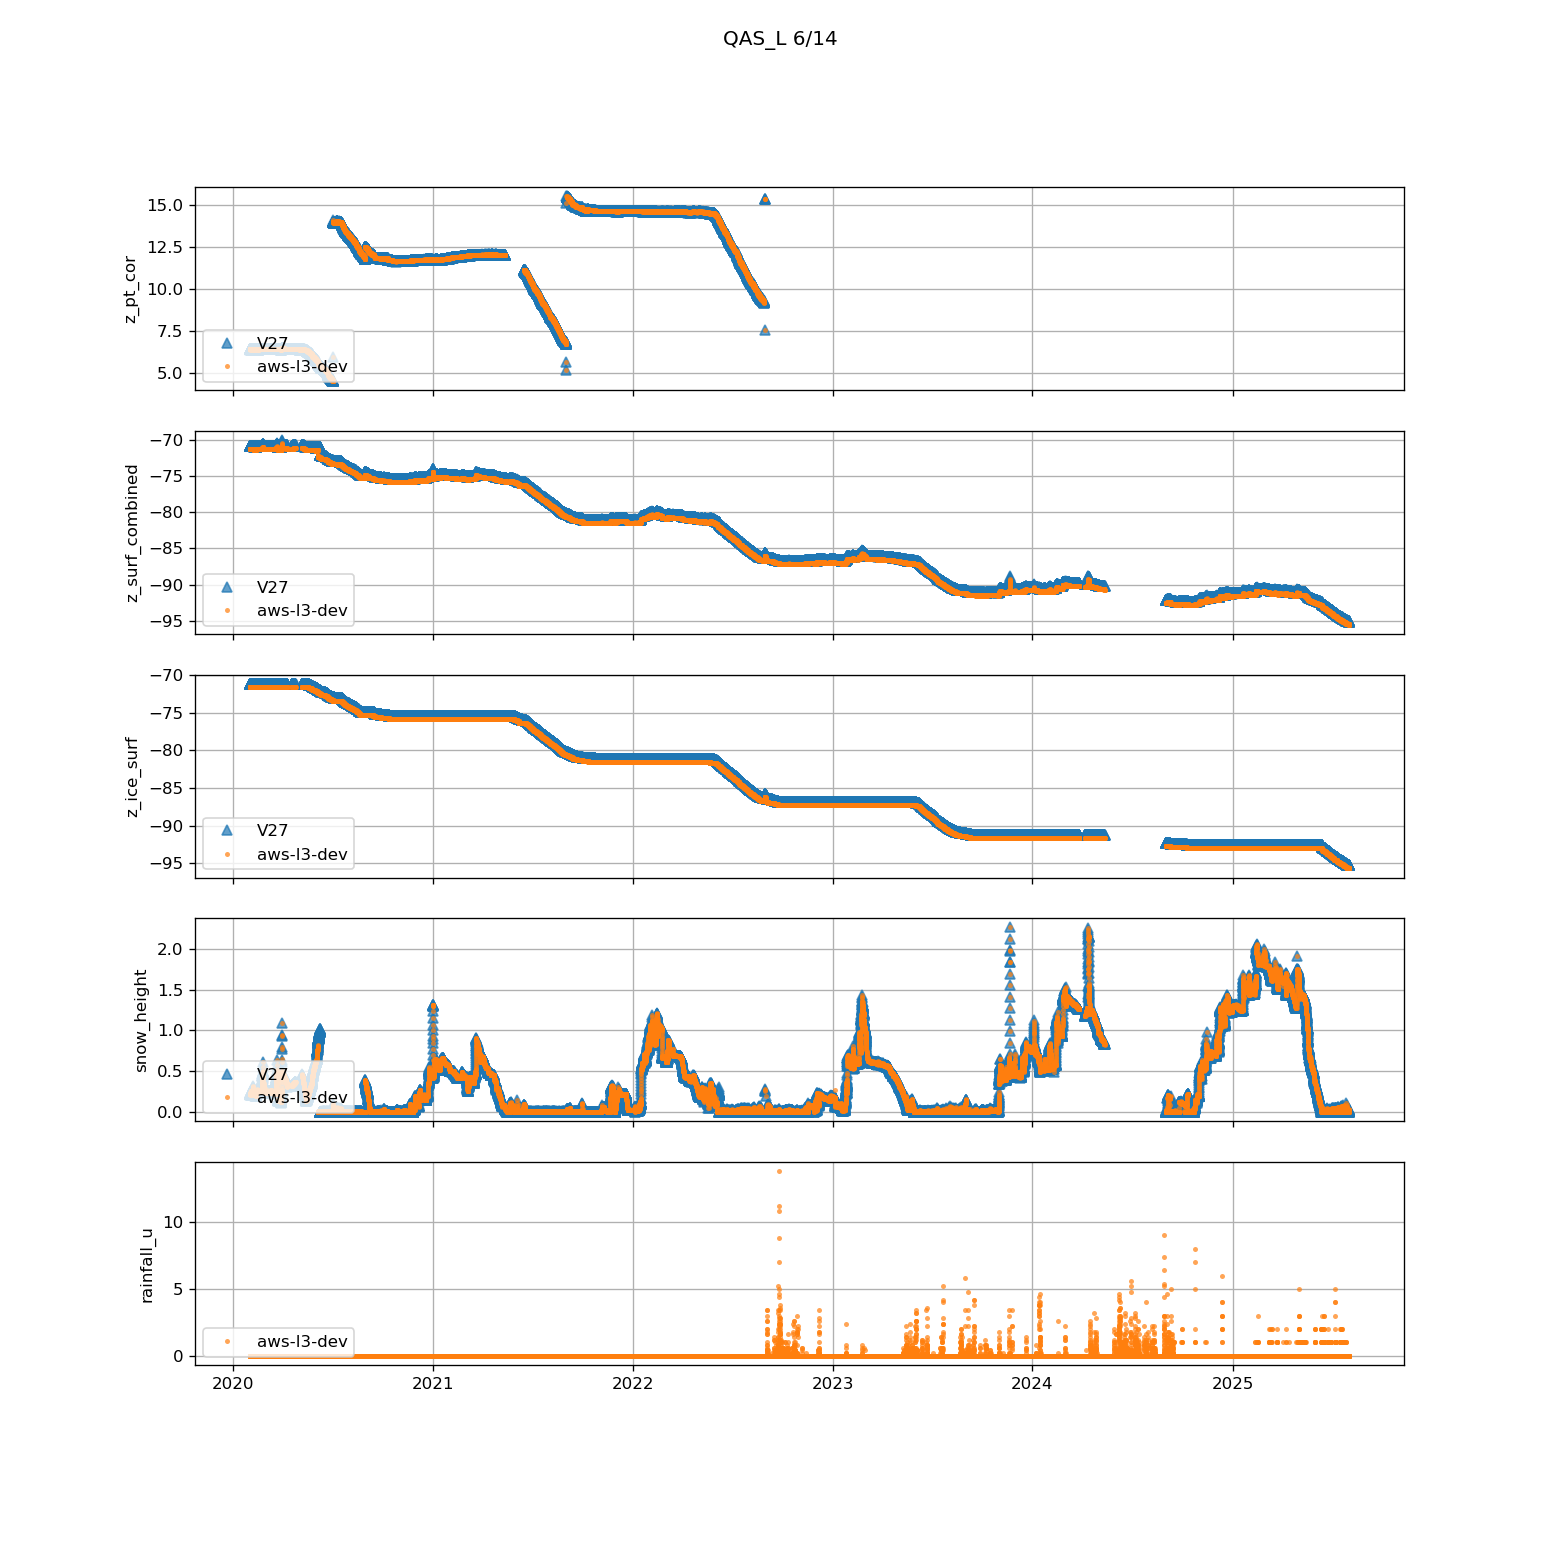 QAS_L 6/14
z_pt_cor
15.0
12.5
10.0
7.5
5.0
V27
aws-l3-dev
z_surf_combined
−70
−75
−80
−85
−90
−95
V27
aws-l3-dev
z_ice_surf
−70
−75
−80
−85
−90
−95
V27
aws-l3-dev
snow_height
2.0
1.5
1.0
0.5
0.0
V27
aws-l3-dev
rainfall_u
10
5
0
aws-l3-dev
2020 2021 2022 2023 2024 2025